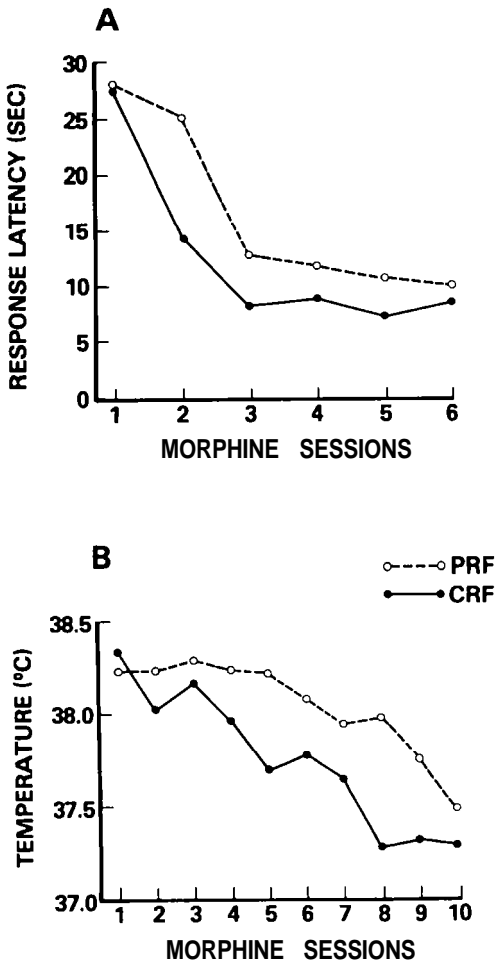 A
RESPONSE LATENCY (SEC)
30
25
20
15
10
5
0
1 2 3 4 5 6
MORPHINE SESSIONS
B
PRF
CRF
TEMPERATURE (ºC)
38.5
38.0
37.5
37.0
1 2 3 4 5 6 7 8 9 10
MORPHINE SESSIONS